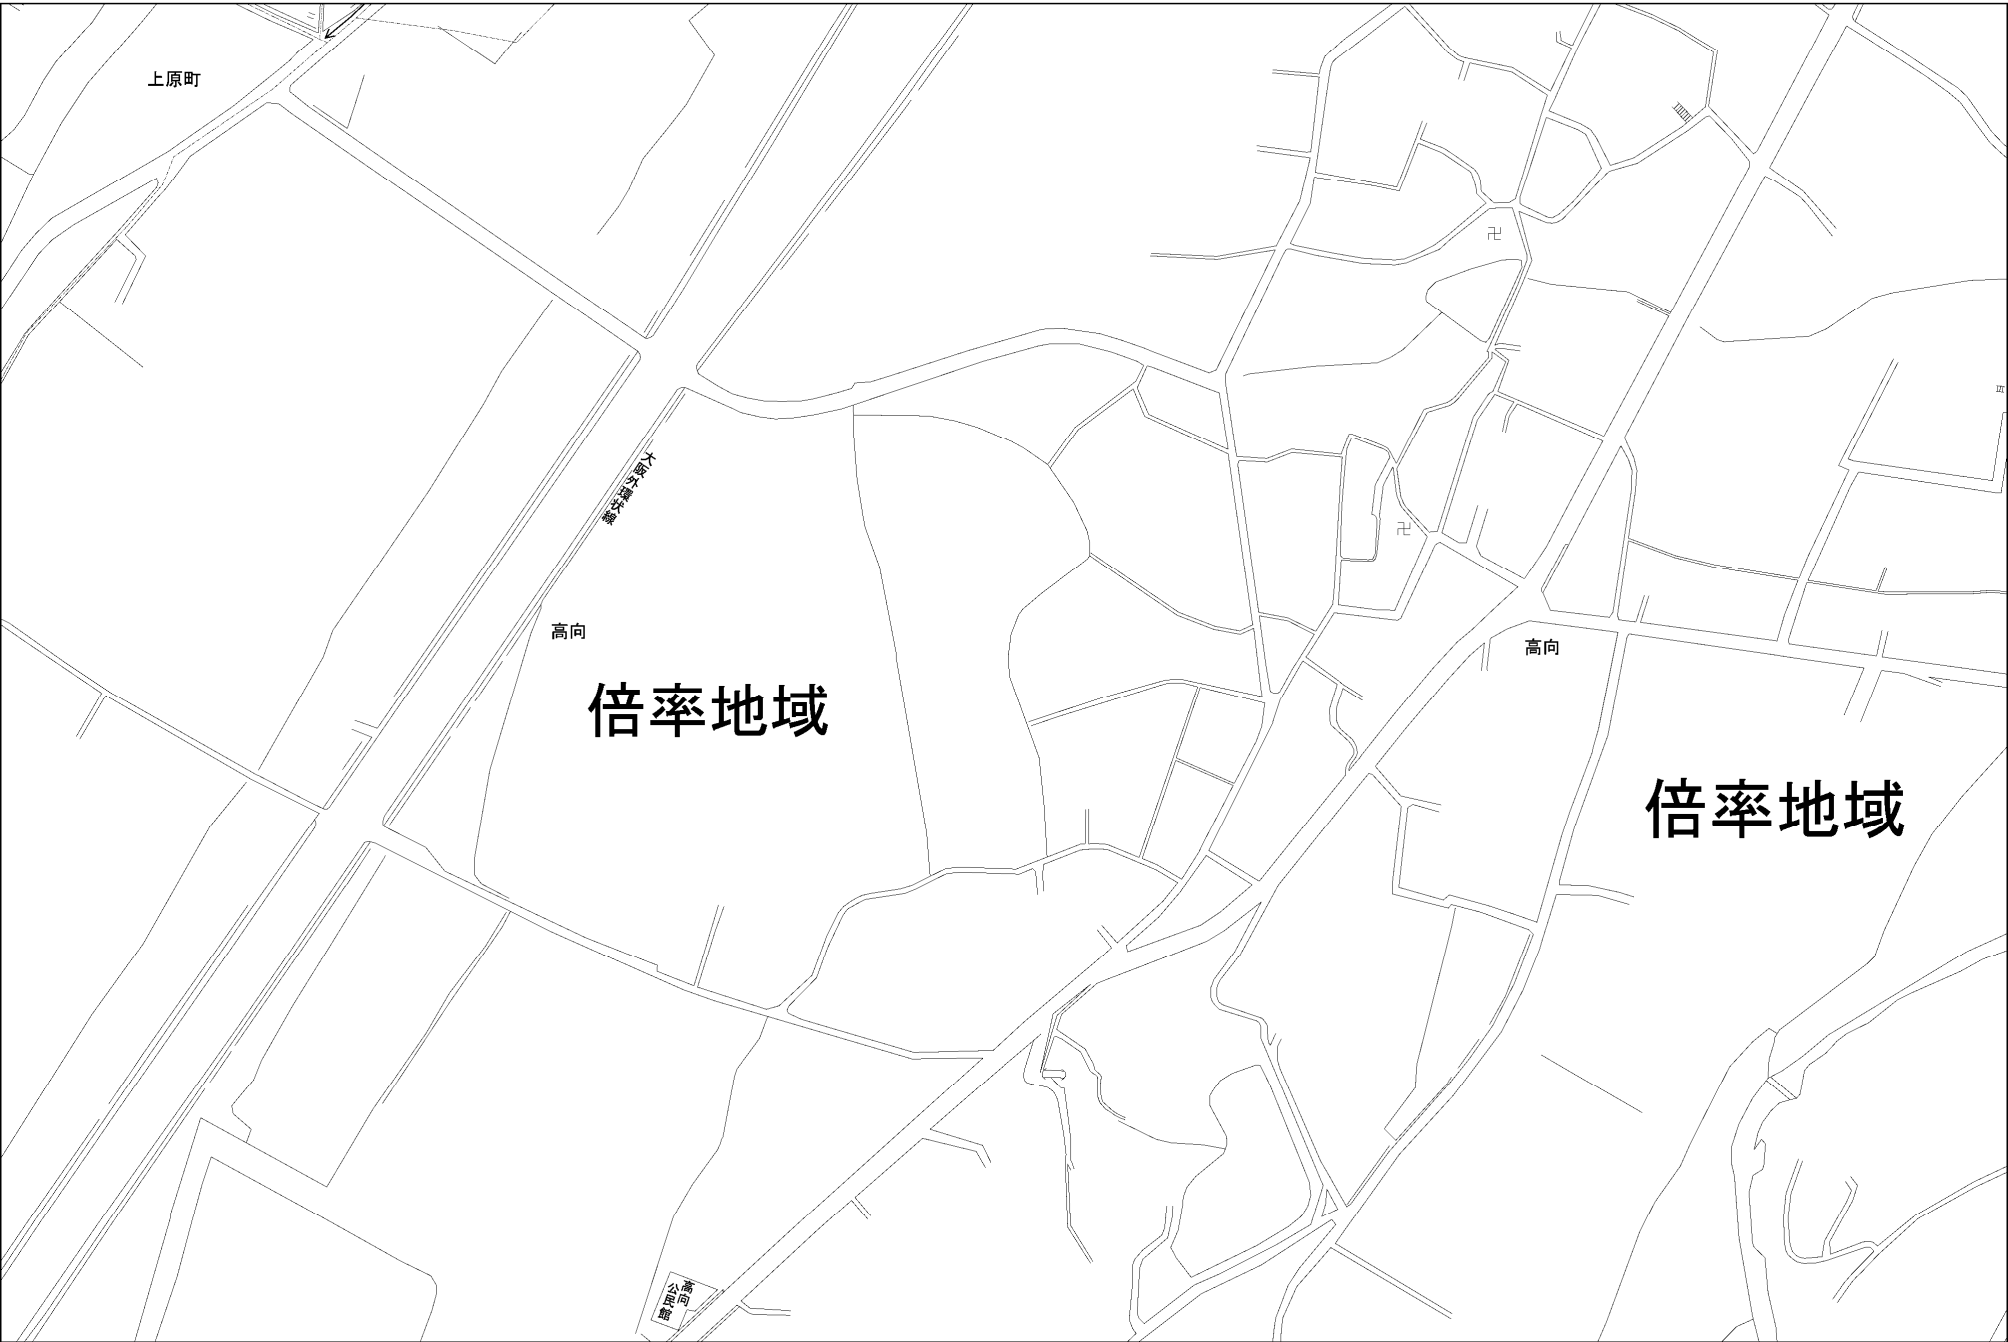 上原町
大阪外環状線
高向
高向
倍率地域
倍率地域
高向
公民館